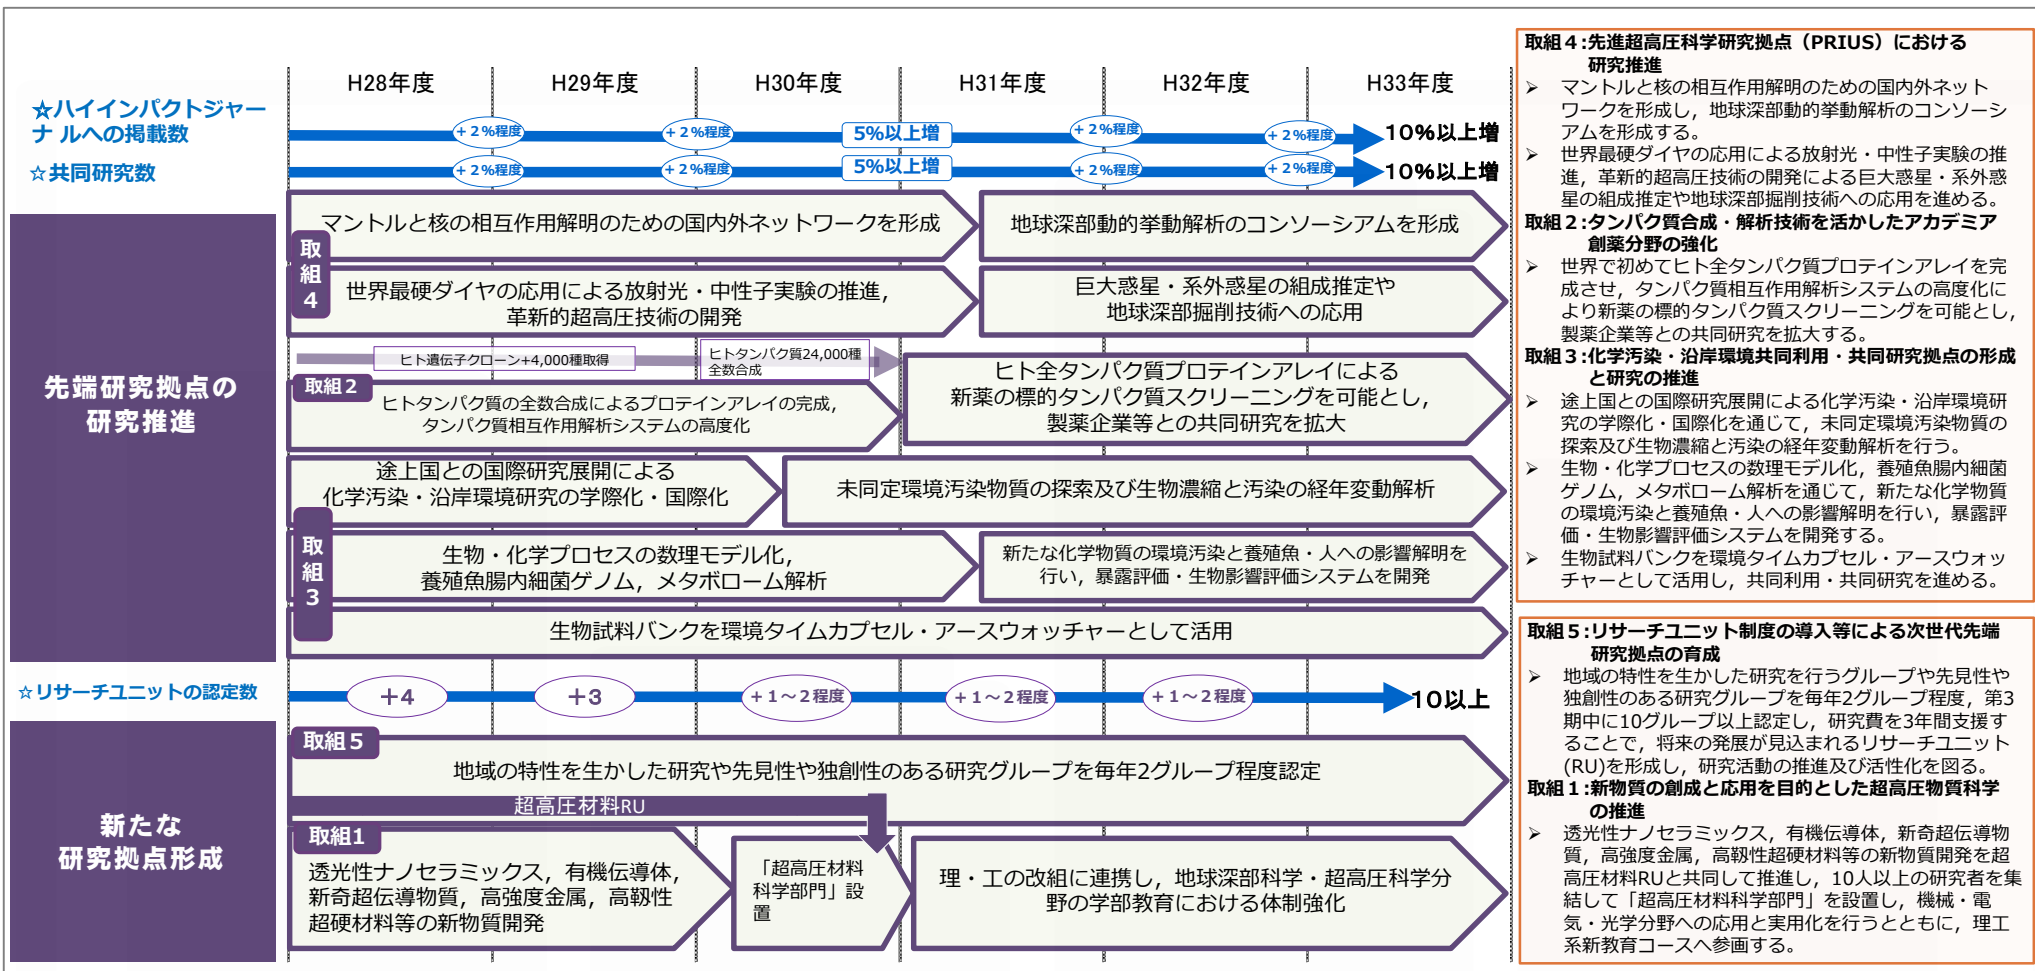 H28年度
H29年度
H30年度
H31年度
H32年度
H33年度
☆ハイインパクトジャー
ナ ルへの掲載数
+2%程度
+2%程度
5%以上増
+2%程度
+2%程度
10%以上増
☆共同研究数
+2%程度
+2%程度
5%以上増
+2%程度
+2%程度
10%以上増
先端研究拠点の
研究推進
取組4
マントルと核の相互作用解明のための国内外ネットワークを形成
地球深部動的挙動解析のコンソーシアムを形成
世界最硬ダイヤの応用による放射光・中性子実験の推進,
革新的超高圧技術の開発
巨大惑星・系外惑星の組成推定や
地球深部掘削技術への応用
ヒト遺伝子クローン+4,000種取得
ヒトタンパク質24,000種
全数合成
取組2
ヒトタンパク質の全数合成によるプロテインアレイの完成,
タンパク質相互作用解析システムの高度化
ヒト全タンパク質プロテインアレイによる
新薬の標的タンパク質スクリーニングを可能とし,
製薬企業等との共同研究を拡大
取組3
途上国との国際研究展開による
化学汚染・沿岸環境研究の学際化・国際化
未同定環境汚染物質の探索及び生物濃縮と汚染の経年変動解析
生物・化学プロセスの数理モデル化,
養殖魚腸内細菌ゲノム,メタボローム解析
新たな化学物質の環境汚染と養殖魚・人への影響解明を
行い,暴露評価・生物影響評価システムを開発
生物試料バンクを環境タイムカプセル・アースウォッチャーとして活用
☆リサーチユニットの認定数
+4
+3
+1~2程度
+1~2程度
+1~2程度
10以上
新たな
研究拠点形成
取組5
地域の特性を生かした研究や先見性や独創性のある研究グループを毎年2グループ程度認定
超高圧材料RU
取組1
透光性ナノセラミックス,有機伝導体,
新奇超伝導物質,高強度金属,高靱性
超硬材料等の新物質開発
「超高圧材料
科学部門」設
置
理・工の改組に連携し,地球深部科学・超高圧科学分
野の学部教育における体制強化
取組4:先進超高圧科学研究拠点(PRIUS)における
研究推進
➢ マントルと核の相互作用解明のための国内外ネット
ワークを形成し,地球深部動的挙動解析のコンソーシ
アムを形成する。
➢ 世界最硬ダイヤの応用による放射光・中性子実験の推
進,革新的超高圧技術の開発による巨大惑星・系外惑
星の組成推定や地球深部掘削技術への応用を進める。
取組2:タンパク質合成・解析技術を活かしたアカデミア
創薬分野の強化
➢ 世界で初めてヒト全タンパク質プロテインアレイを完
成させ,タンパク質相互作用解析システムの高度化に
より新薬の標的タンパク質スクリーニングを可能とし,
製薬企業等との共同研究を拡大する。
取組3:化学汚染・沿岸環境共同利用・共同研究拠点の形成
と研究の推進
➢ 途上国との国際研究展開による化学汚染・沿岸環境研
究の学際化・国際化を通じて,未同定環境汚染物質の
探索及び生物濃縮と汚染の経年変動解析を行う。
➢ 生物・化学プロセスの数理モデル化,養殖魚腸内細菌
ゲノム,メタボローム解析を通じて,新たな化学物質
の環境汚染と養殖魚・人への影響解明を行い,暴露評
価・生物影響評価システムを開発する。
➢ 生物試料バンクを環境タイムカプセル・アースウォッ
チャーとして活用し,共同利用・共同研究を進める。
取組5:リサーチユニット制度の導入等による次世代先端
研究拠点の育成
➢ 地域の特性を生かした研究を行うグループや先見性や
独創性のある研究グループを毎年2グループ程度,第3
期中に10グループ以上認定し,研究費を3年間支援す
ることで,将来の発展が見込まれるリサーチユニット
(RU)を形成し,研究活動の推進及び活性化を図る。
取組1:新物質の創成と応用を目的とした超高圧物質科学
の推進
➢ 透光性ナノセラミックス,有機伝導体,新奇超伝導物
質,高強度金属,高靱性超硬材料等の新物質開発を超
高圧材料RUと共同して推進し,10人以上の研究者を集
結して「超高圧材料科学部門」を設置し,機械・電
気・光学分野への応用と実用化を行うとともに,理工
系新教育コースへ参画する。